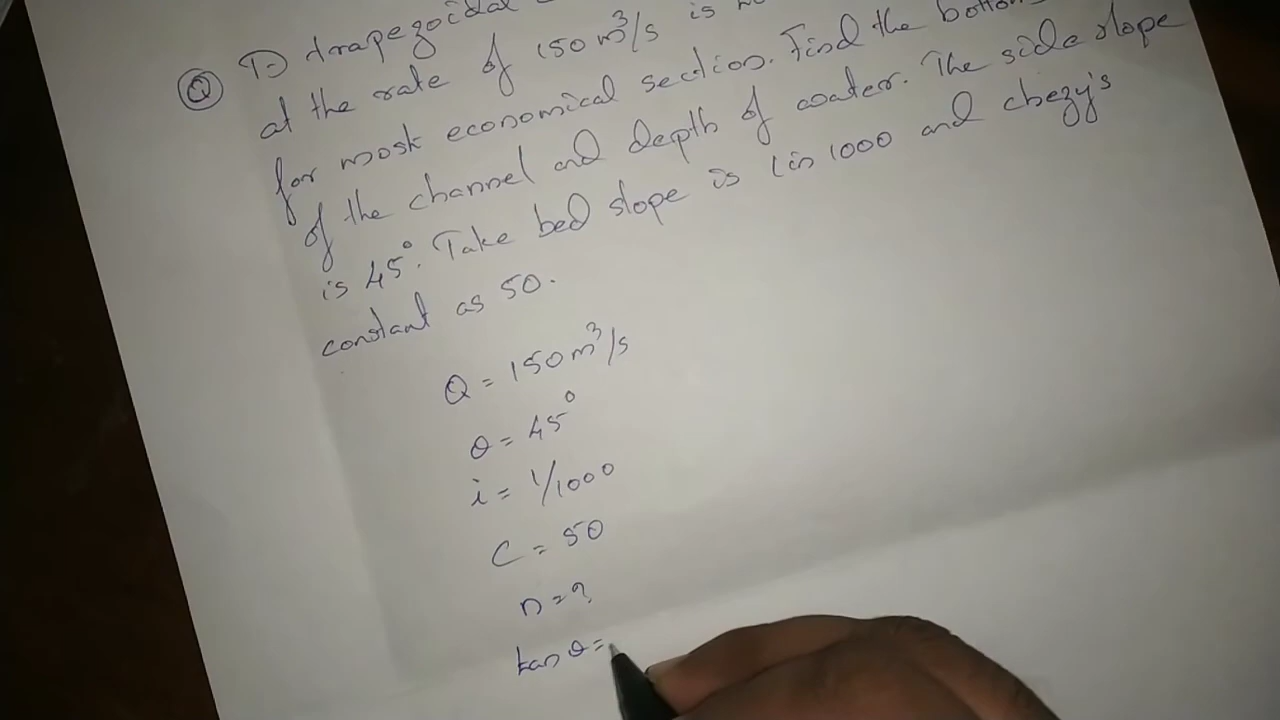 Q T-) trapezoidal
at the rate of 150 m³/s is
for most economical section. Find the bottom
of the channel and depth of water. The side slope
is 45°. Take bed slope is 1 in 1000 and chezy's
constant as 50.
Q = 150 m³/s
θ = 45°
i = 1/1000
C = 50
n = ?
tan θ =